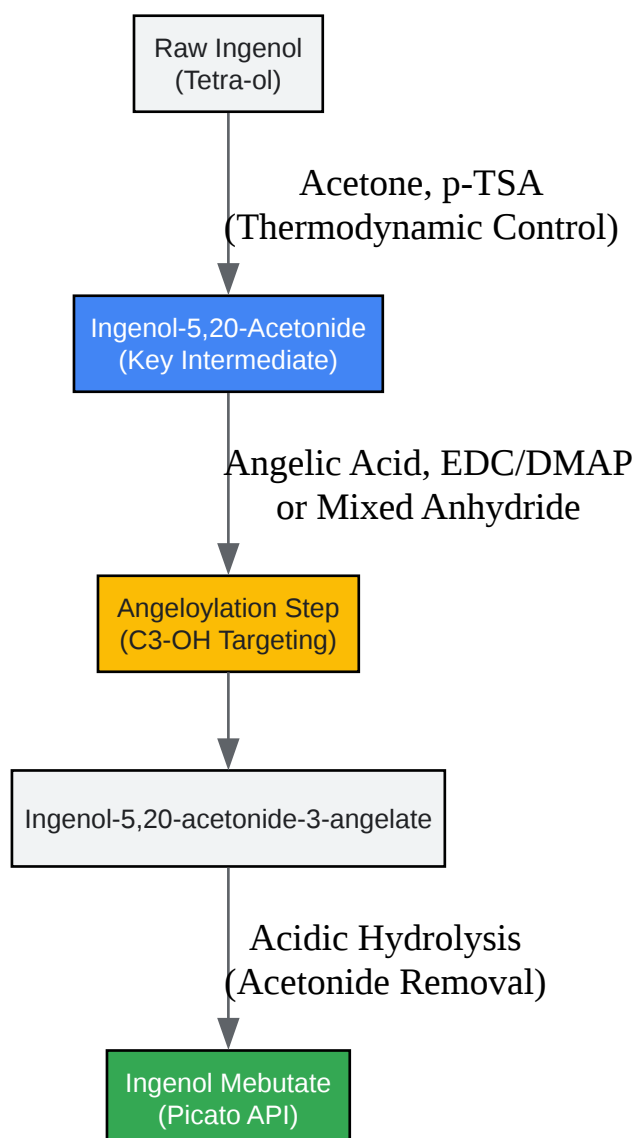 Raw Ingenol
(Tetra-ol)
Acetone, p-TSA
(Thermodynamic Control)
Ingenol-5,20-Acetonide
(Key Intermediate)
Angelic Acid, EDC/DMAP
or Mixed Anhydride
Angeloylation Step
(C3-OH Targeting)
Ingenol-5,20-acetonide-3-angelate
Acidic Hydrolysis
(Acetonide Removal)
Ingenol Mebutate
(Picato API)